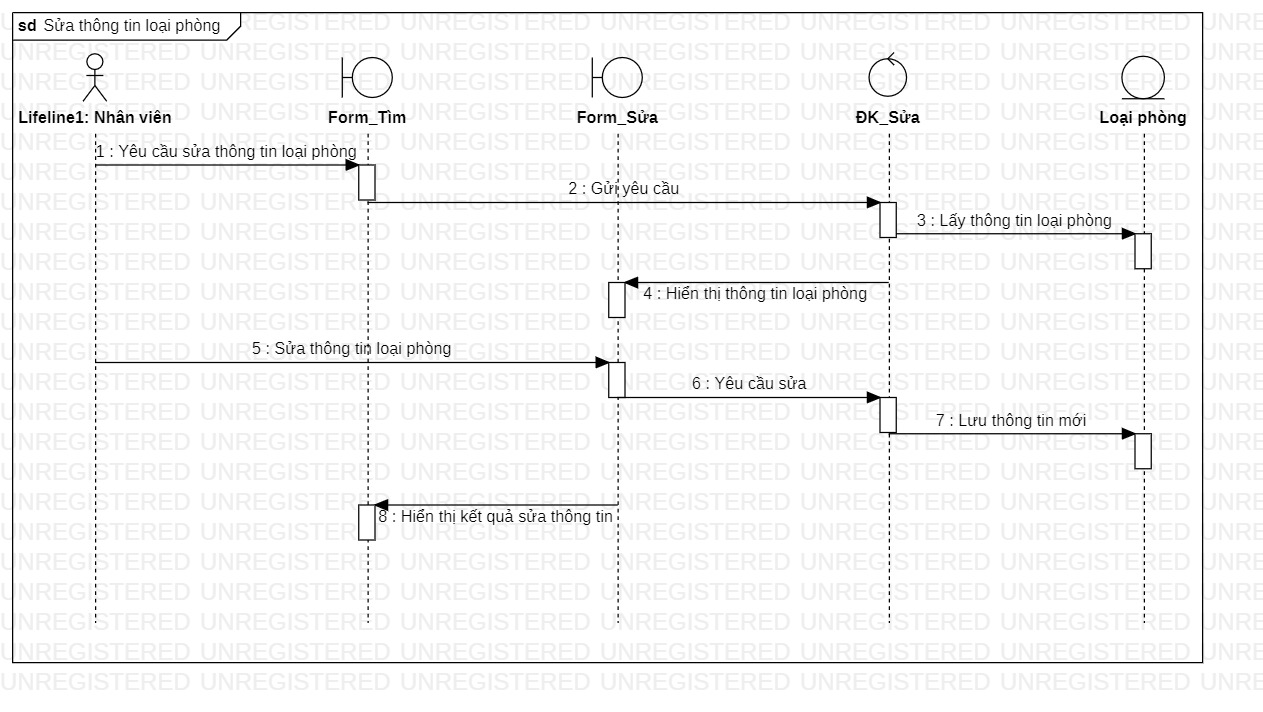 sd Sửa thông tin loại phòng
Lifeline1: Nhân viên
Form_Tìm
Form_Sửa
ĐK_Sửa
Loại phòng
1 : Yêu cầu sửa thông tin loại phòng
2 : Gửi yêu cầu
3 : Lấy thông tin loại phòng
4 : Hiển thị thông tin loại phòng
5 : Sửa thông tin loại phòng
6 : Yêu cầu sửa
7 : Lưu thông tin mới
8 : Hiển thị kết quả sửa thông tin
UNREGISTERED